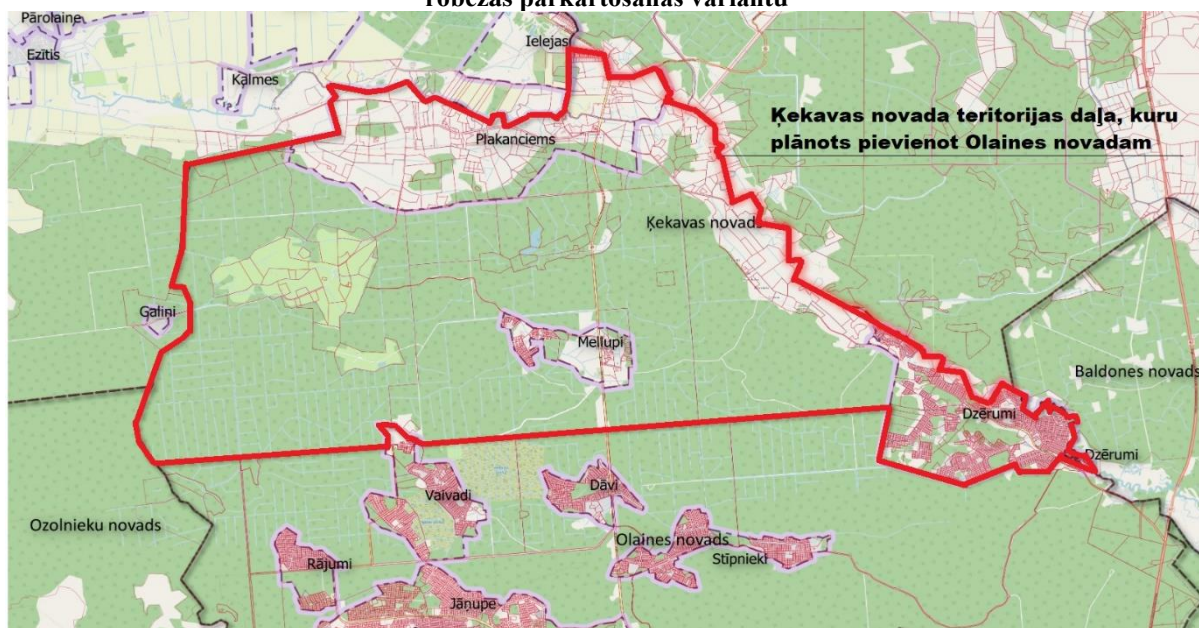 robežas pārkārtošanas variantu
Ielejas
Pārolaine
Ezītis
Kalmes
Ķekavas novada teritorijas daļa, kuru
plānots pievienot Olaines novadam
Plakanciems
Ķekavas novads
Galiņi
Mellupi
Baldones novads
Dzērumi
Dzērumi
Vaivadi
Dāvi
Ozolnieku novads
Olaines novads
Stīpnieki
Rājumi
Jāņupe